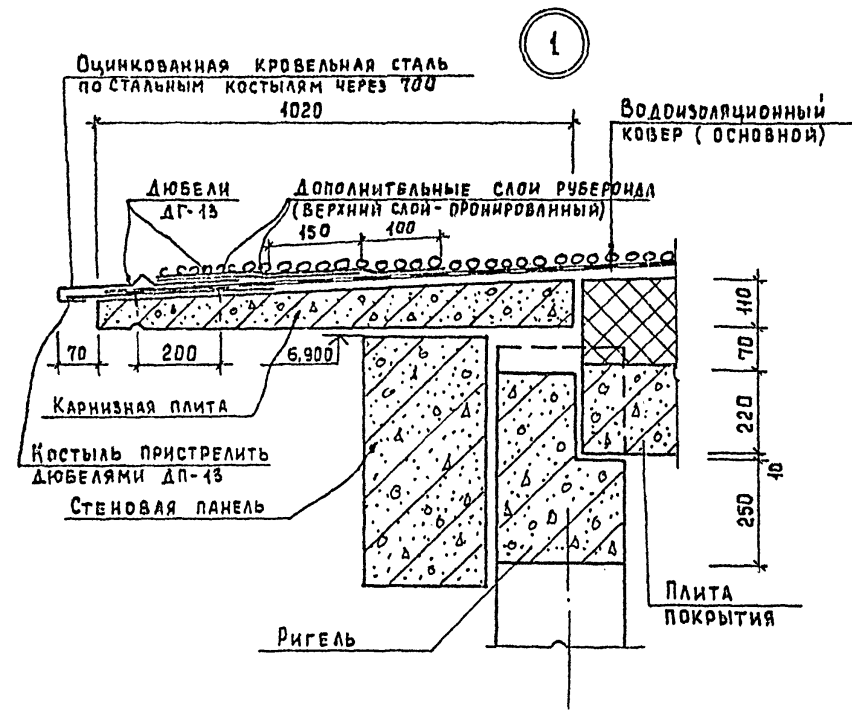 1
Оцинкованная кровельная сталь
по стальным костылям через 700
1020
Водоизоляционный
ковер ( основной)
Дюбели
ДГ-13
Дополнительные слои рубероида
(верхний слой-бронированный)
150
100
110
70
200
6,900
70
Карнизная плита
220
Костыль пристрелить
дюбелями ДП-13
10
Стеновая панель
250
Плита
покрытия
Ригель